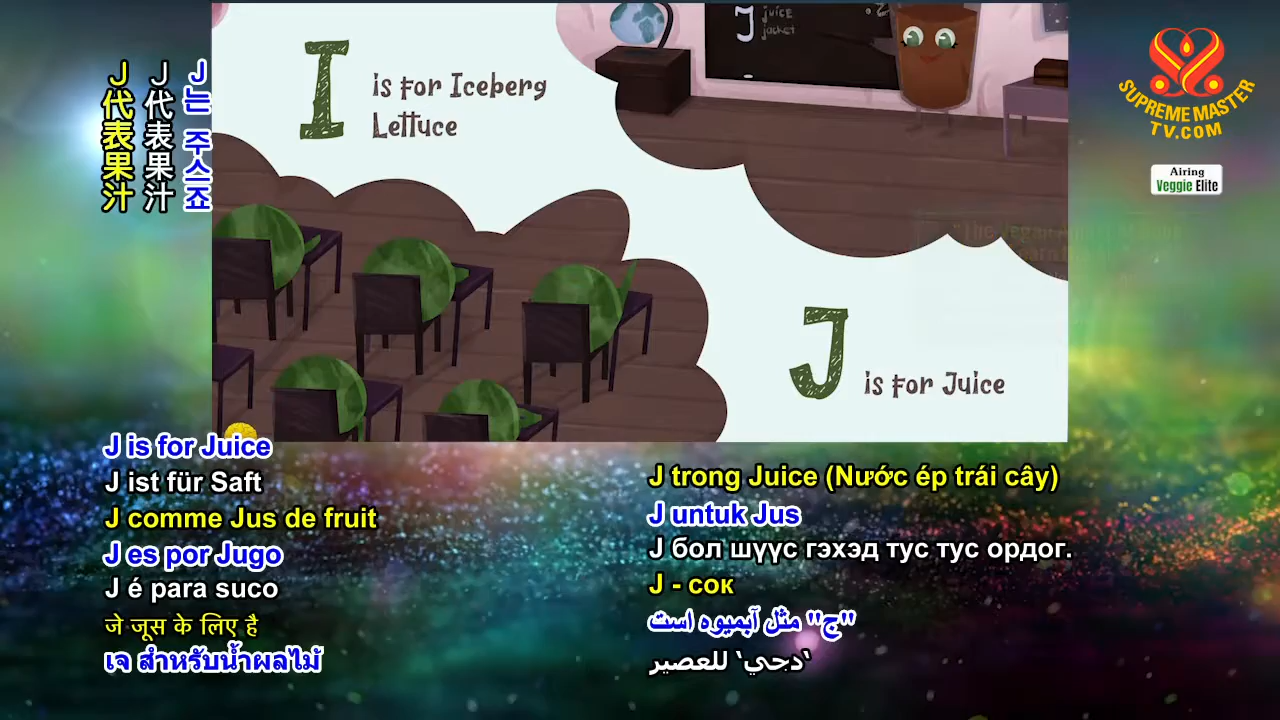 I
is for Iceberg
Lettuce
J
juice
jacket
J
is for Juice
J代表果汁
J代表果汁
J는 주스죠
SUPREME MASTER
TV.COM
Airing
Veggie Elite
J is for Juice
J ist für Saft
J comme Jus de fruit
J es por Jugo
J é para suco
जे जूस के लिए है
เจ สำหรับน้ำผลไม้
J trong Juice (Nước ép trái cây)
J untuk Jus
J бол шүүс гэхэд тус тус ордог.
J - сок
"ج" مثل آبمیوه است
'دجي' للعصير